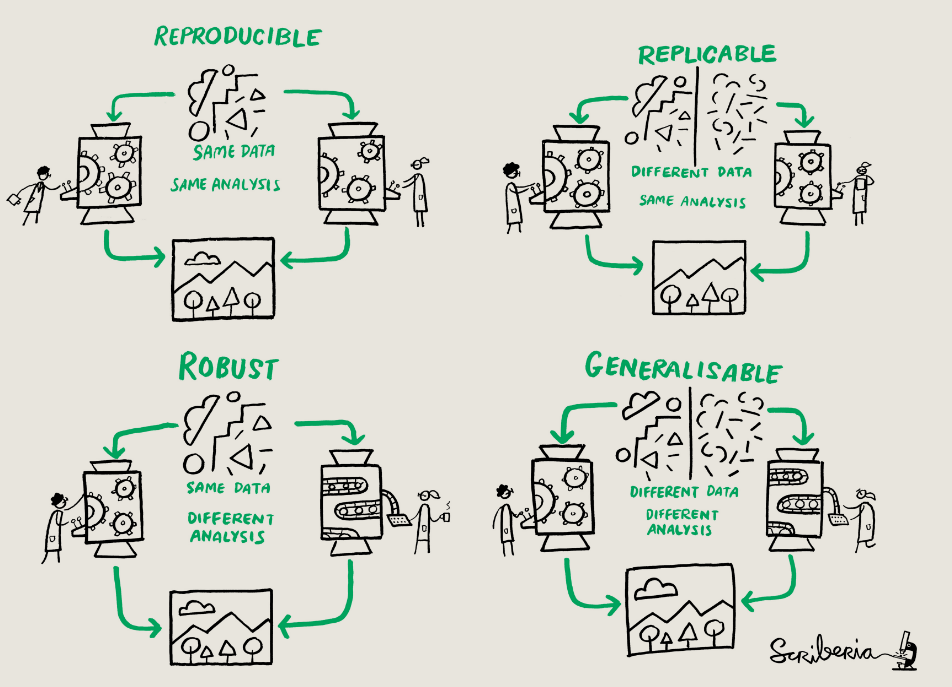 REPRODUCIBLE
SAME DATA
SAME ANALYSIS
REPLICABLE
DIFFERENT DATA
SAME ANALYSIS
ROBUST
SAME DATA
DIFFERENT
ANALYSIS
GENERALISABLE
DIFFERENT DATA
DIFFERENT
ANALYSIS
Scriberia